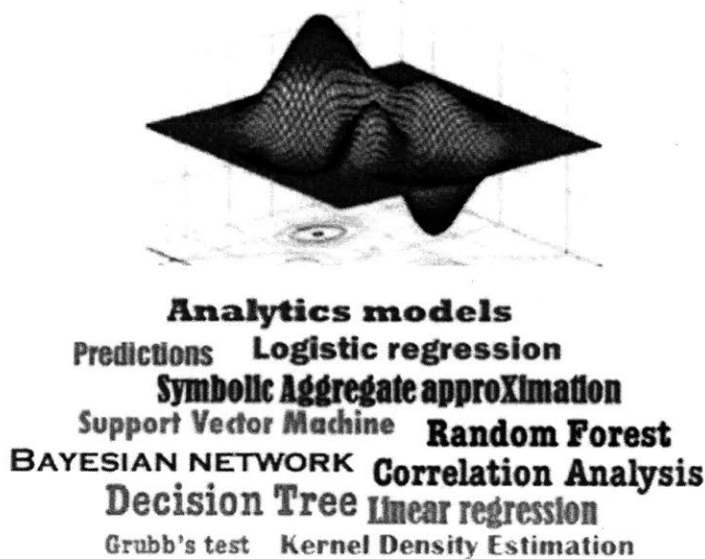 Analytics models
Predictions Logistic regression
Symbolic Aggregate approXimation
Support Vector Machine Random Forest
BAYESIAN NETWORK Correlation Analysis
Decision Tree Linear regression
Grubb's test Kernel Density Estimation